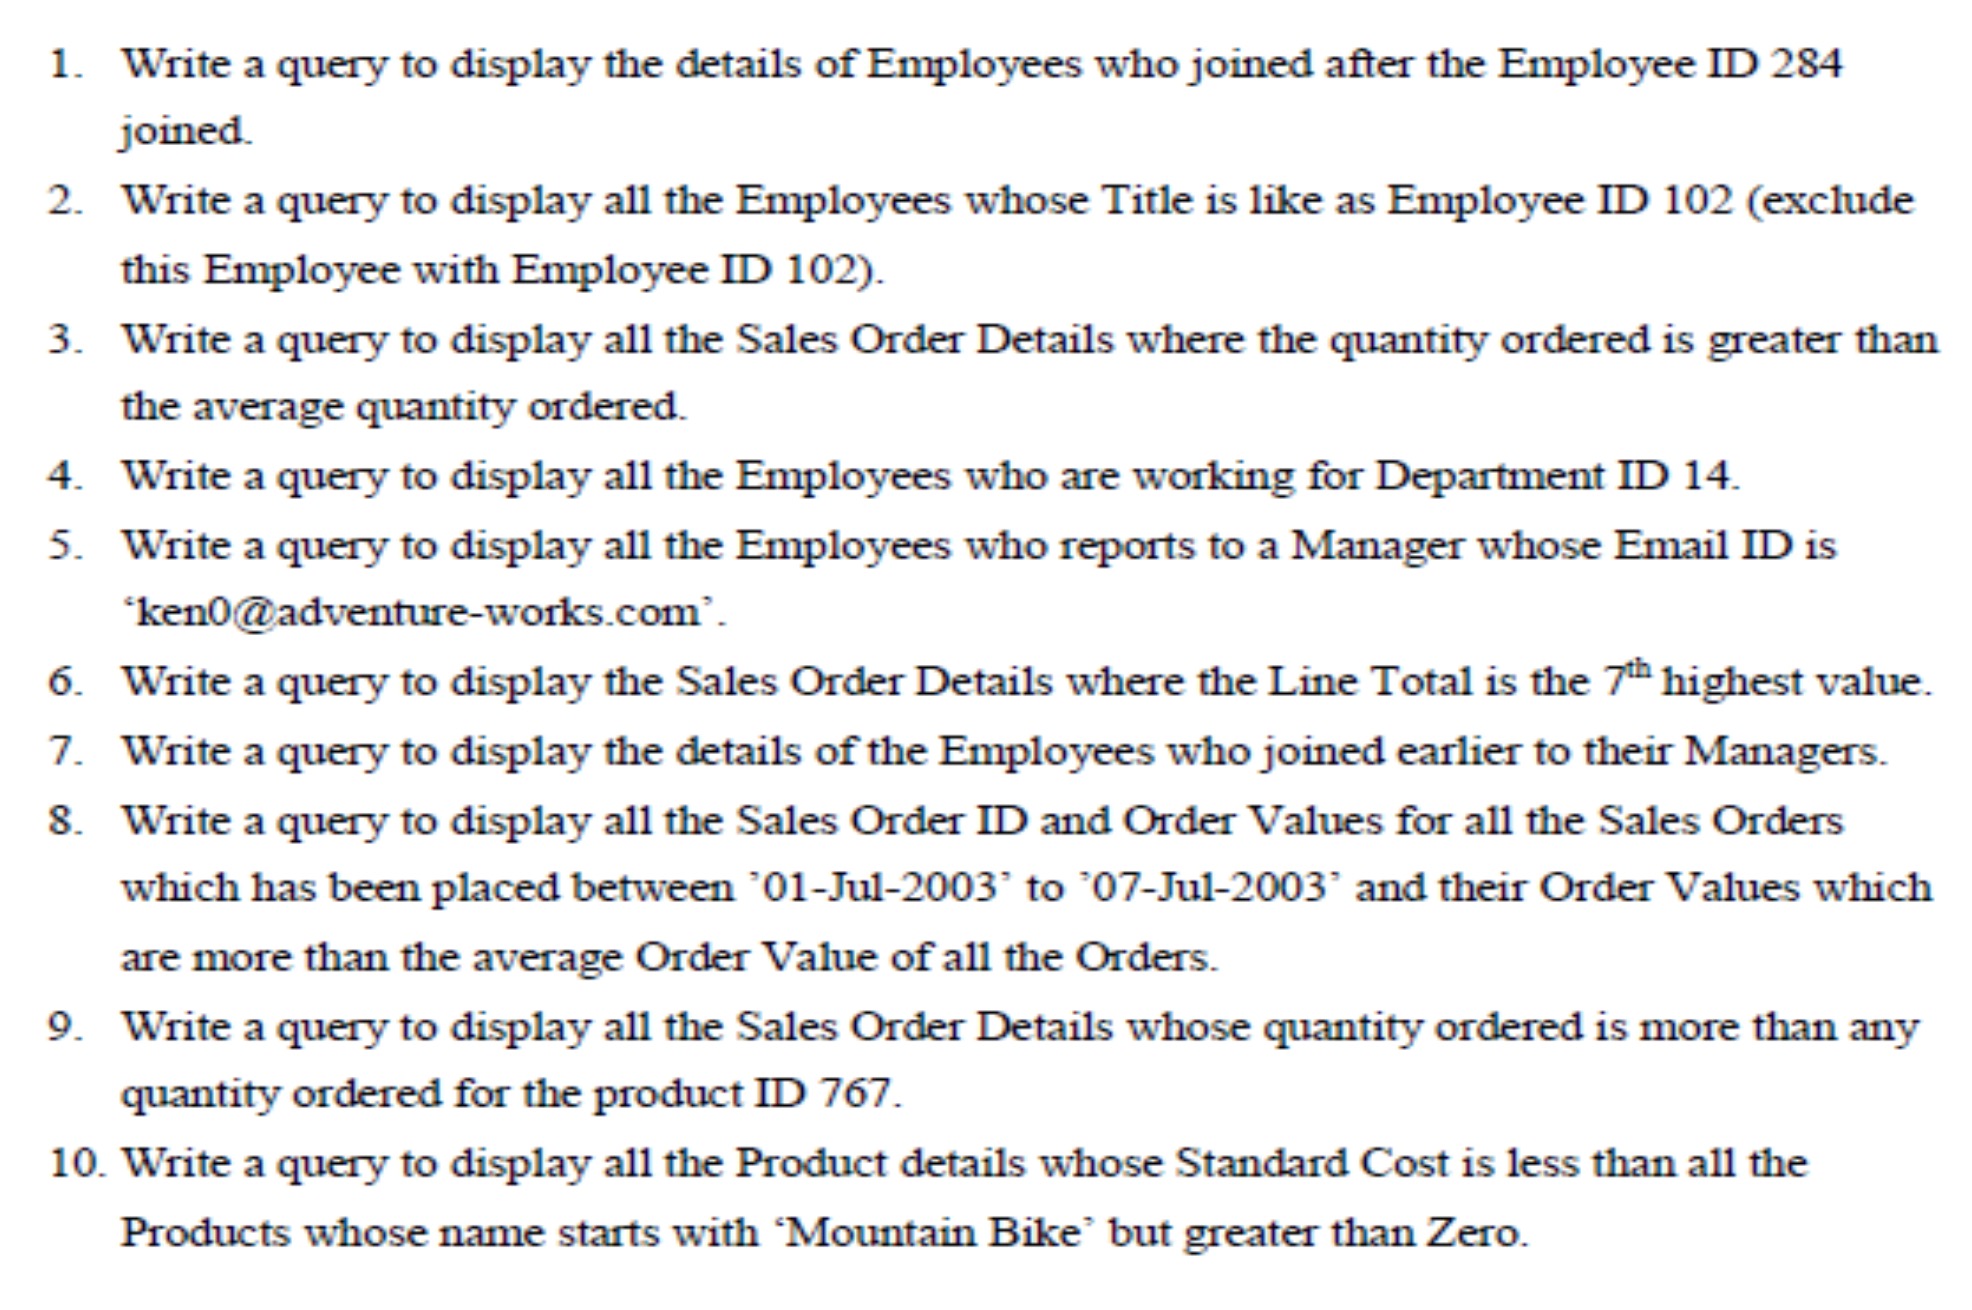 1. Write a query to display the details of Employees who joined after the Employee ID 284
joined.
2. Write a query to display all the Employees whose Title is like as Employee ID 102 (exclude
this Employee with Employee ID 102).
3. Write a query to display all the Sales Order Details where the quantity ordered is greater than
the average quantity ordered.
4. Write a query to display all the Employees who are working for Department ID 14.
5. Write a query to display all the Employees who reports to a Manager whose Email ID is
‘ken0@adventure-works.com’.
6. Write a query to display the Sales Order Details where the Line Total is the 7th highest value.
7. Write a query to display the details of the Employees who joined earlier to their Managers.
8. Write a query to display all the Sales Order ID and Order Values for all the Sales Orders
which has been placed between ’01-Jul-2003’ to ’07-Jul-2003’ and their Order Values which
are more than the average Order Value of all the Orders.
9. Write a query to display all the Sales Order Details whose quantity ordered is more than any
quantity ordered for the product ID 767.
10. Write a query to display all the Product details whose Standard Cost is less than all the
Products whose name starts with ‘Mountain Bike’ but greater than Zero.